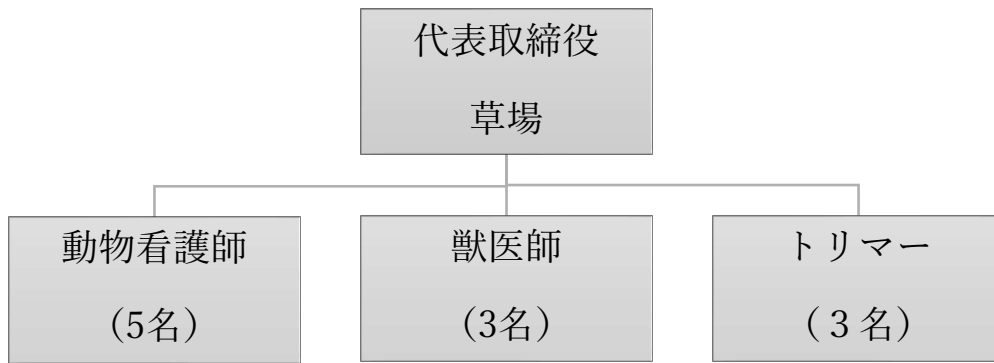 代表取締役
草場
動物看護師
(5名)
獣医師
(3名)
トリマー
(３名)